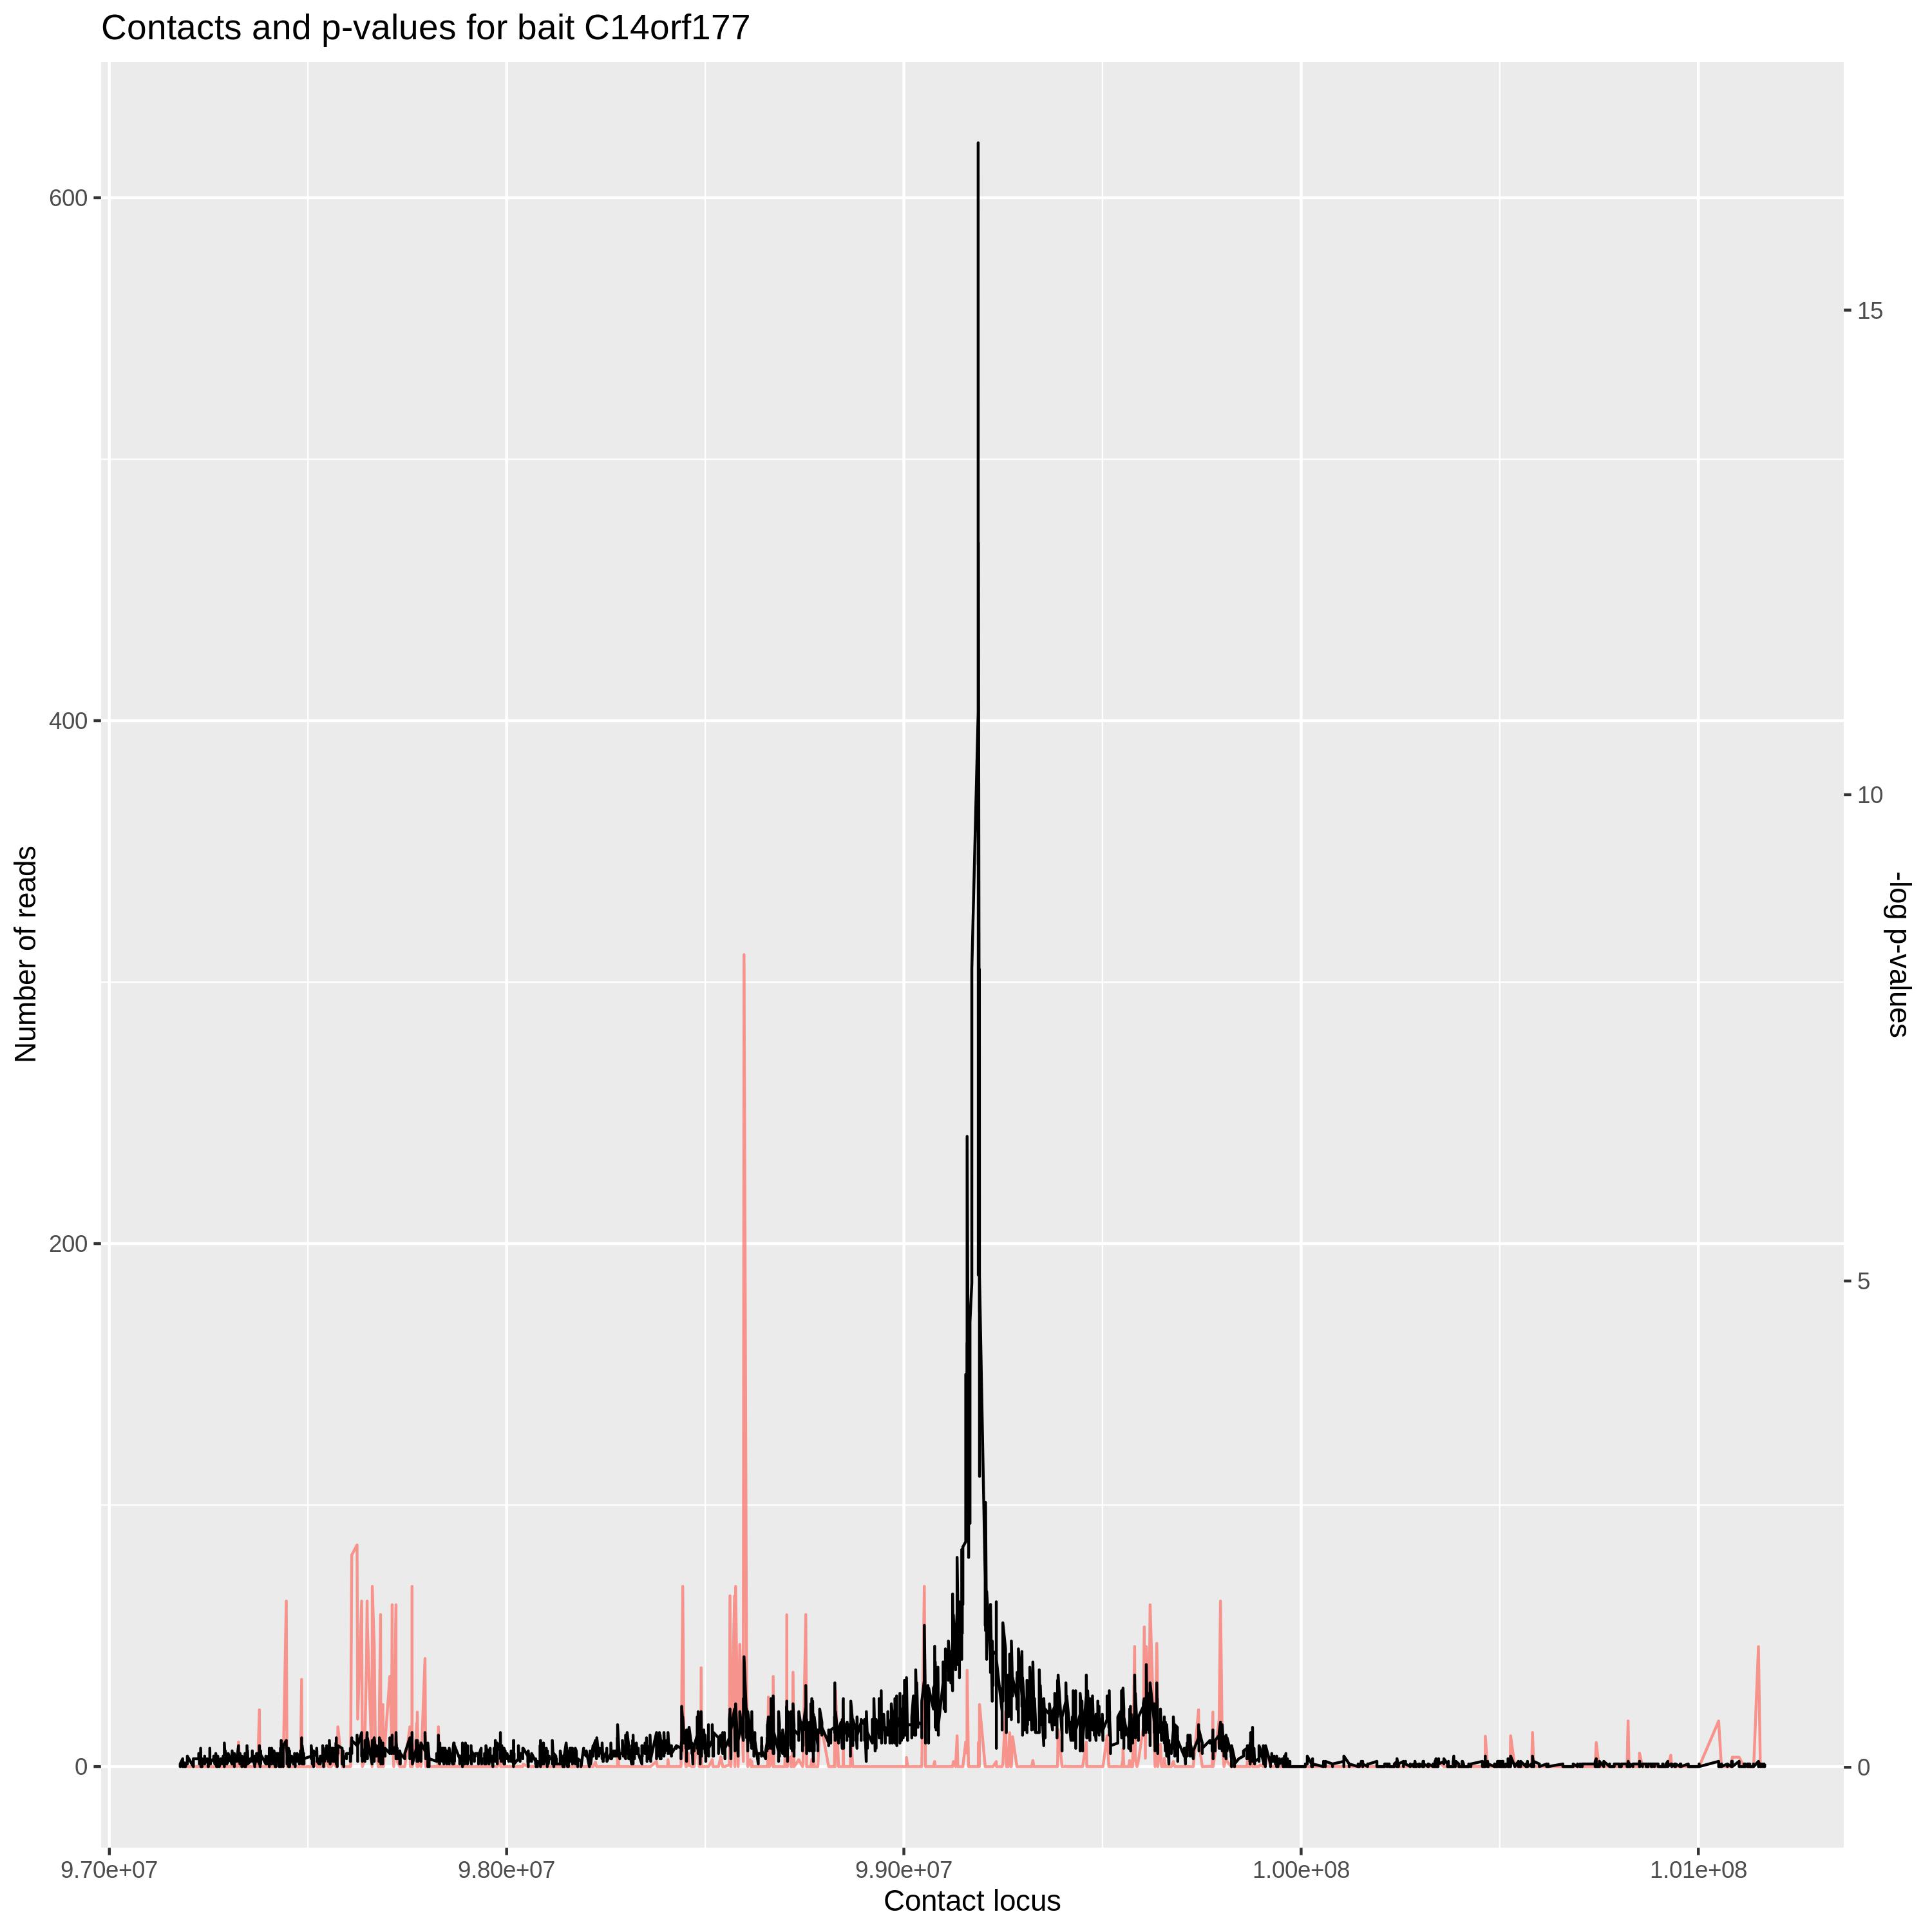 Contacts and p-values for bait C14orf177
600
400
200
0
Number of reads
15
10
5
0
-log p-values
9.70e+07 9.80e+07 9.90e+07 1.00e+08 1.01e+08
Contact locus